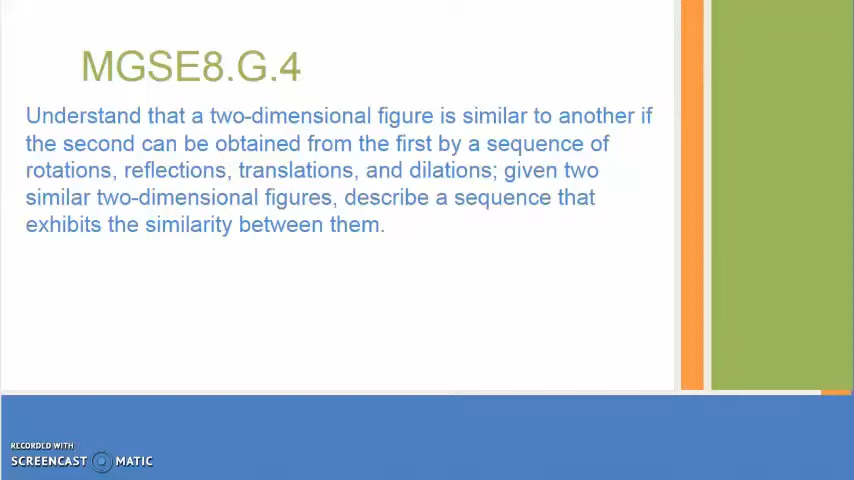 MGSE8.G.4
Understand that a two-dimensional figure is similar to another if
the second can be obtained from the first by a sequence of
rotations, reflections, translations, and dilations; given two
similar two-dimensional figures, describe a sequence that
exhibits the similarity between them.
RECORDED WITH
SCREENCAST MATIC